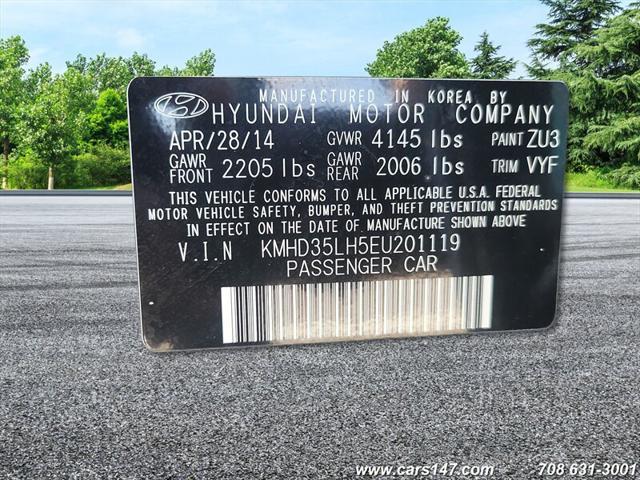 MANUFACTURED IN KOREA BY
HYUNDAI MOTOR COMPANY
APR/28/14 GVWR 4145 lbs PAINT ZU3
GAWR FRONT 2205 lbs GAWR REAR 2006 lbs TRIM VYF
THIS VEHICLE CONFORMS TO ALL APPLICABLE U.S.A. FEDERAL
MOTOR VEHICLE SAFETY, BUMPER, AND THEFT PREVENTION STANDARDS
IN EFFECT ON THE DATE OF MANUFACTURE SHOWN ABOVE
V.I.N KMHD35LH5EU201119
PASSENGER CAR
www.cars147.com 708 631-3001